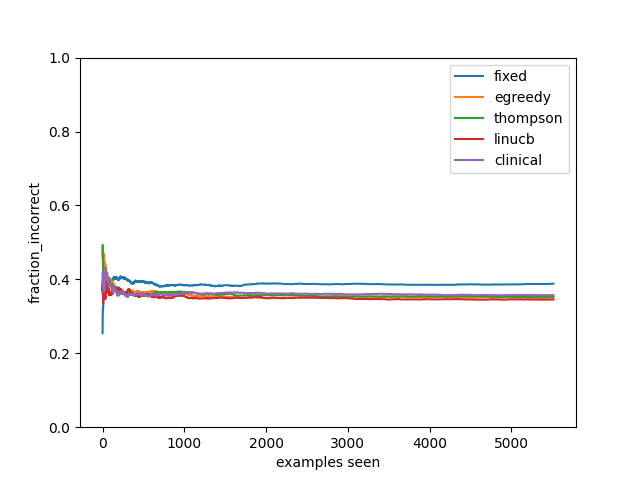 1.0
0.8
0.6
0.4
0.2
0.0
fraction_incorrect
fixed
egreedy
thompson
linucb
clinical
0 1000 2000 3000 4000 5000
examples seen